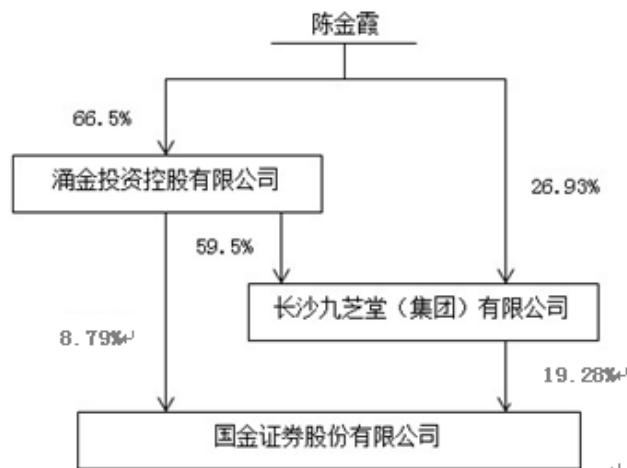 陈金霞
66.5%
涌金投资控股有限公司
26.93%
59.5%
长沙九芝堂（集团）有限公司
8.79%↵
19.28%↵
国金证券股份有限公司
↵